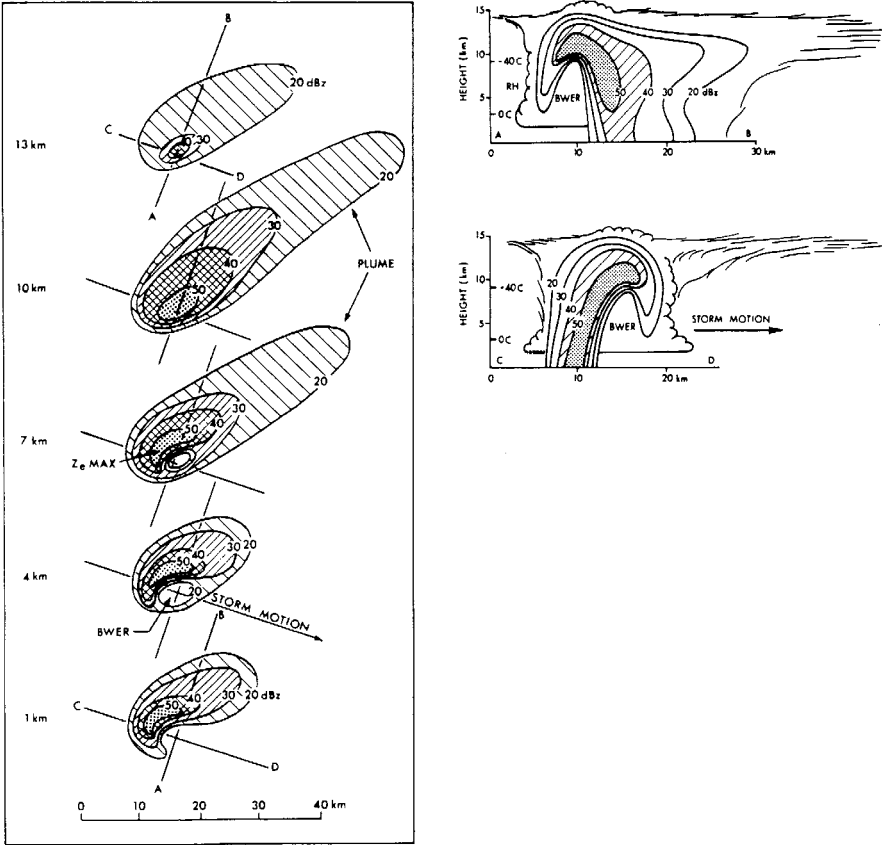 B
20 dBz
C
40
30
13 km
D
A
20
30
40
PLUME
50
10 km
20
30
40
50
7 km
Ze MAX
20
30
40
50
4 km
20
STORM MOTION
BWER
B
C
20 dBz
30
40
50
1 km
D
A
0 10 20 30 40 km
15
HEIGHT (km)
10
-40C
RH
50 40 30 20 dBz
BWER
5
0C
A
B
0 10 20 30 km
15
HEIGHT (km)
10
-40C
20
30
40
50
BWER
STORM MOTION
5
0C
C
D
0 10 20 km